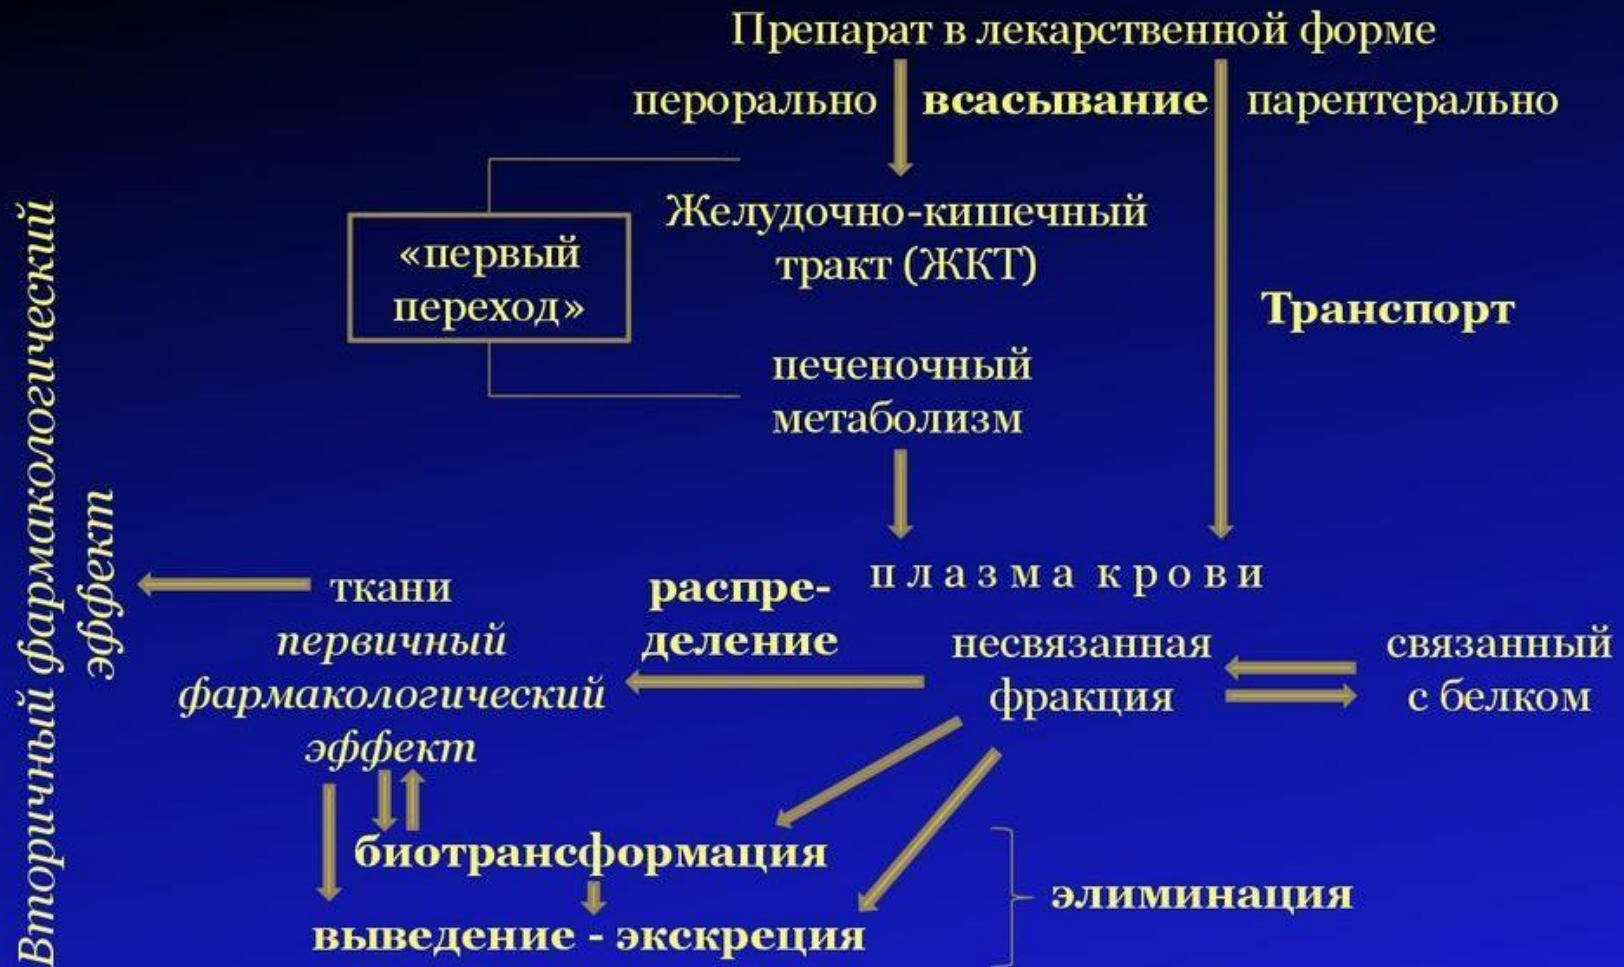 Препарат в лекарственной форме
перорально всасывание парентерально
Желудочно-кишечный
тракт (ЖКТ)
«первый
переход»
Транспорт
печеночный
метаболизм
плазма крови
распре-
деление
ткани
первичный
фармакологический
эффект
несвязанная
фракция
связанный
с белком
Вторичный фармакологический
эффект
биотрансформация
выведение - экскреция
элиминация